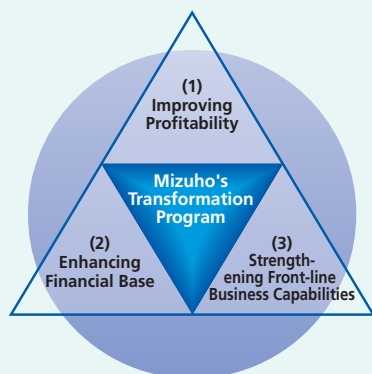 (1)
Improving
Profitability
Mizuho's
Transformation
Program
(2)
Enhancing
Financial Base
(3)
Strength-
ening Front-line
Business Capabilities